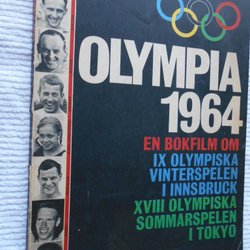 OLYMPIA
1964
EN BOKFILM OM
IX OLYMPISKA
VINTERSPELEN
I INNSBRUCK
XVIII OLYMPISKA
SOMMARSPELEN
I TOKYO